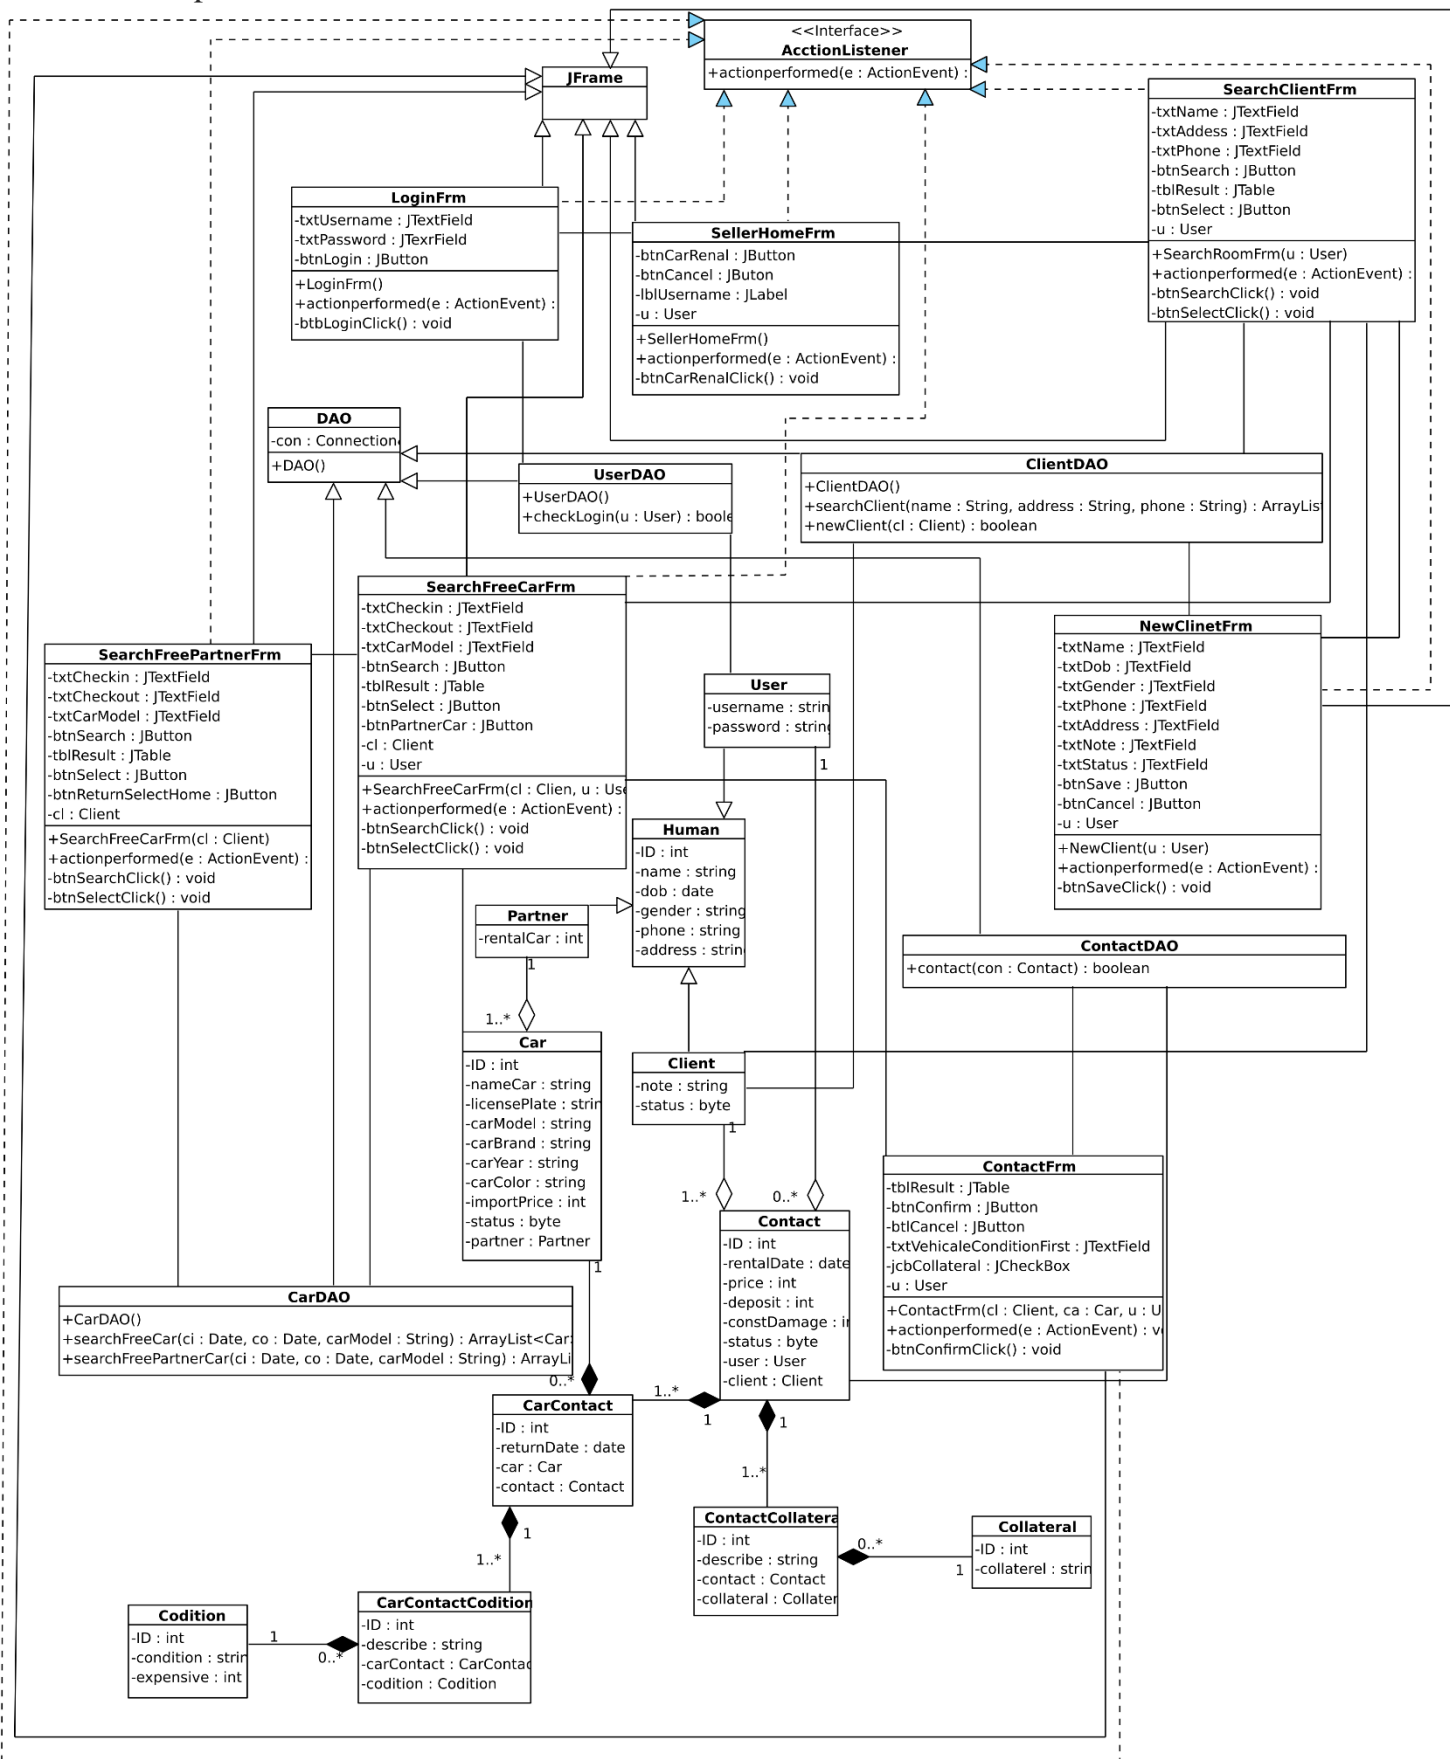 <<Interface>>
AcctionListener
+actionperformed(e : ActionEvent) :
JFrame
SearchClientFrm
-txtName : JTextField
-txtAddess : JTextField
-txtPhone : JTextField
-btnSearch : JButton
-tblResult : JTable
-btnSelect : JButton
-u : User
+SearchRoomFrm(u : User)
+actionperformed(e : ActionEvent) :
-btnSearchClick() : void
-btnSelectClick() : void
LoginFrm
-txtUsername : JTextField
-txtPassword : JTexrField
-btnLogin : JButton
+LoginFrm()
+actionperformed(e : ActionEvent) :
-btbLoginClick() : void
SellerHomeFrm
-btnCarRenal : JButton
-btnCancel : JButon
-lblUsername : JLabel
-u : User
+SellerHomeFrm()
+actionperformed(e : ActionEvent) :
-btnCarRenalClick() : void
DAO
-con : Connection
+DAO()
UserDAO
+UserDAO()
+checkLogin(u : User) : boole
ClientDAO
+ClientDAO()
+searchClient(name : String, address : String, phone : String) : ArrayLis
+newClient(cl : Client) : boolean
SearchFreeCarFrm
-txtCheckin : JTextField
-txtCheckout : JTextField
-txtCarModel : JTextField
-btnSearch : JButton
-tblResult : JTable
-btnSelect : JButton
-btnPartnerCar : JButton
-cl : Client
-u : User
+SearchFreeCarFrm(cl : Clien, u : Use
+actionperformed(e : ActionEvent) :
-btnSearchClick() : void
-btnSelectClick() : void
SearchFreePartnerFrm
-txtCheckin : JTextField
-txtCheckout : JTextField
-txtCarModel : JTextField
-btnSearch : JButton
-tblResult : JTable
-btnSelect : JButton
-btnReturnSelectHome : JButton
-cl : Client
+SearchFreeCarFrm(cl : Client)
+actionperformed(e : ActionEvent) :
-btnSearchClick() : void
-btnSelectClick() : void
User
-username : strin
-password : string
1
NewClinetFrm
-txtName : JTextField
-txtDob : JTextField
-txtGender : JTextField
-txtPhone : JTextField
-txtAddress : JTextField
-txtNote : JTextField
-txtStatus : JTextField
-btnSave : JButton
-btnCancel : JButton
-u : User
+NewClient(u : User)
+actionperformed(e : ActionEvent) :
-btnSaveClick() : void
Human
-ID : int
-name : string
-dob : date
-gender : string
-phone : string
-address : strin
Partner
-rentalCar : int
1
1..*
ContactDAO
+contact(con : Contact) : boolean
Car
-ID : int
-nameCar : string
-licensePlate : strin
-carModel : string
-carBrand : string
-carYear : string
-carColor : string
-importPrice : int
-status : byte
-partner : Partner
1
Client
-note : string
-status : byte
1
1..*
0..*
ContactFrm
-tblResult : JTable
-btnConfirm : JButton
-btlCancel : JButton
-txtVehicaleConditionFirst : JTextField
-jcbCollateral : JCheckBox
-u : User
+ContactFrm(cl : Client, ca : Car, u : U
+actionperformed(e : ActionEvent) : v
-btnConfirmClick() : void
Contact
-ID : int
-rentalDate : date
-price : int
-deposit : int
-constDamage : i
-status : byte
-user : User
-client : Client
CarDAO
+CarDAO()
+searchFreeCar(ci : Date, co : Date, carModel : String) : ArrayList<Car
+searchFreePartnerCar(ci : Date, co : Date, carModel : String) : ArrayLi
0..*
1..*
1
1
CarContact
-ID : int
-returnDate : date
-car : Car
-contact : Contact
1..*
1
1..*
ContactCollatera
-ID : int
-describe : string
-contact : Contact
-collateral : Collater
0..*
1
Collateral
-ID : int
-collaterel : strin
Codition
-ID : int
-condition : strin
-expensive : int
1
0..*
CarContactCodition
-ID : int
-describe : string
-carContact : CarContac
-codition : Codition